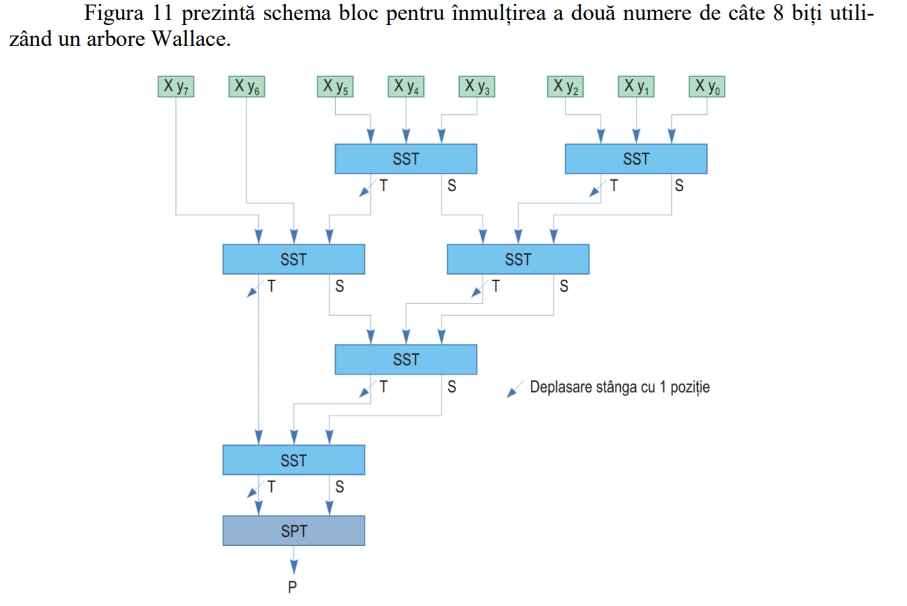 Figura 11 prezintă schema bloc pentru înmulțirea a două numere de câte 8 biți utili-
zând un arbore Wallace.
X y7 X y6 X y5 X y4 X y3 X y2 X y1 X y0
SST SST
T S T S
SST SST
T S T S
SST
T S Deplasare stânga cu 1 poziție
SST
T S
SPT
P